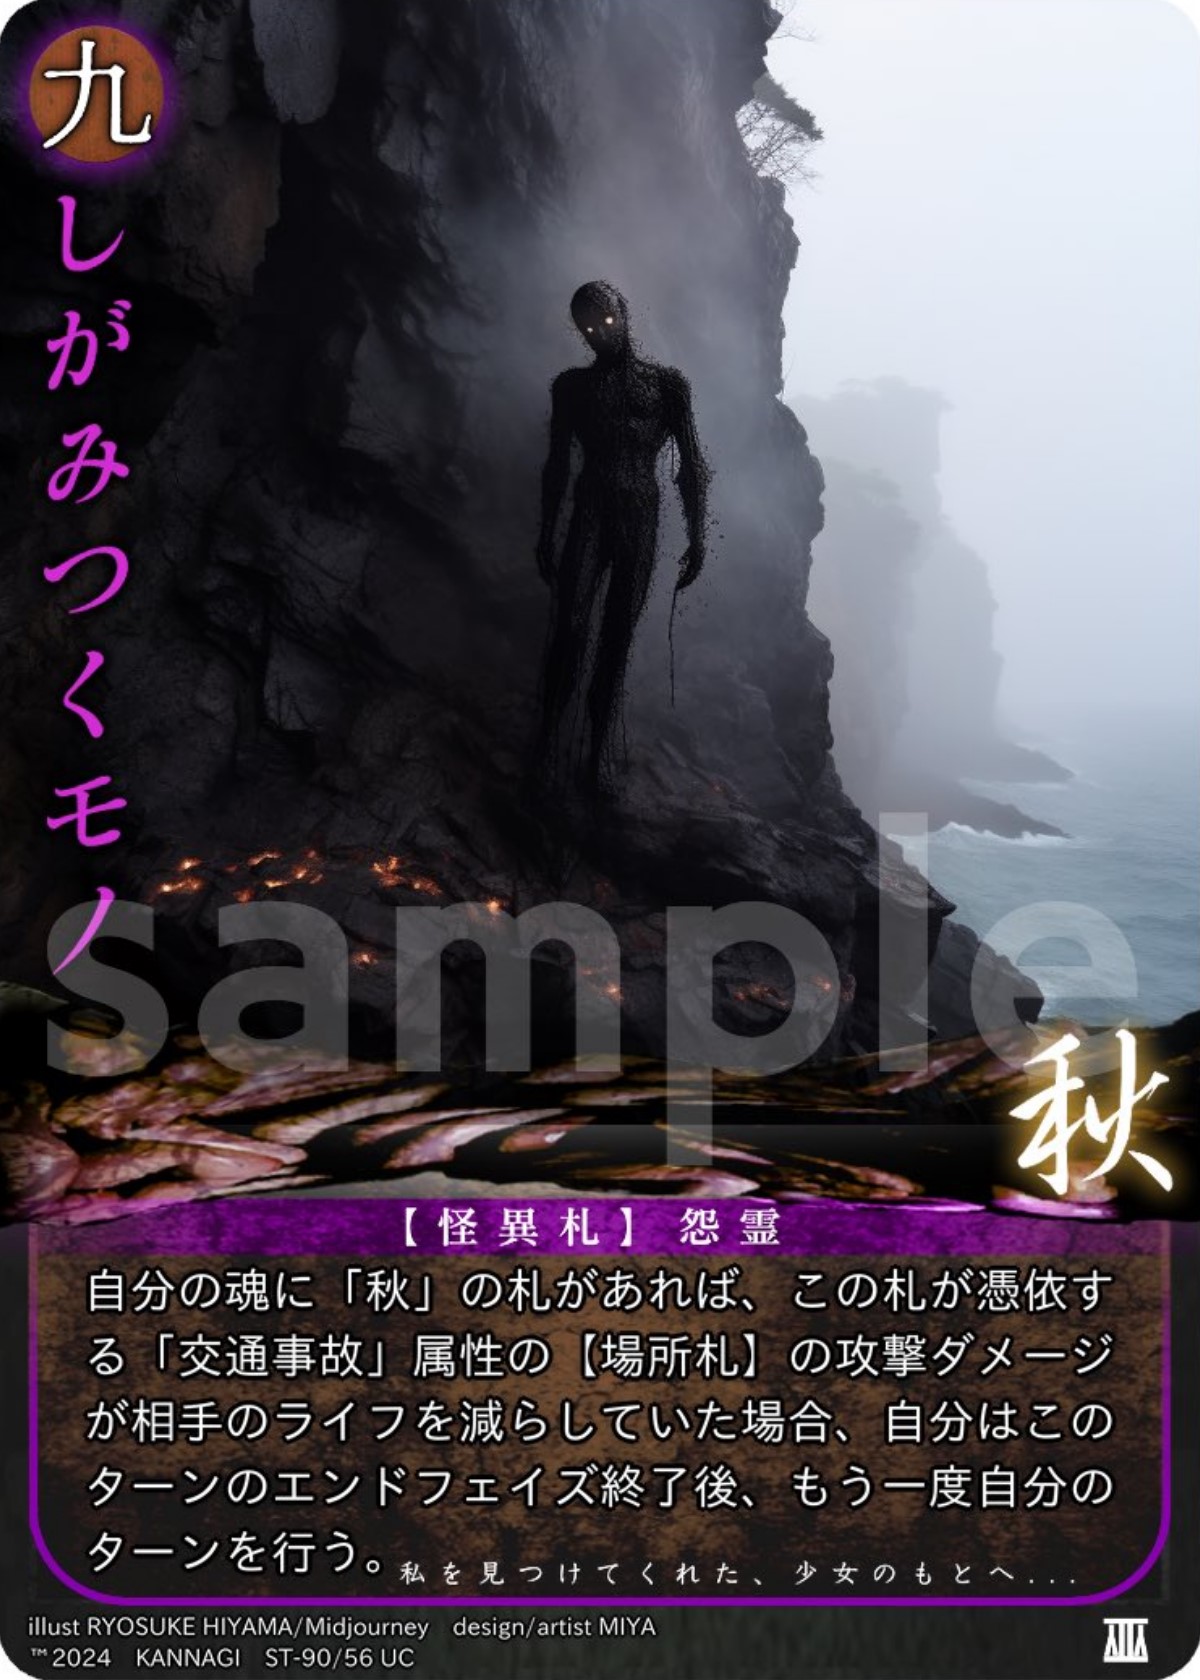 九
しがみつくモノ
sample
秋
【怪異札】怨霊
自分の魂に「秋」の札があれば、この札が憑依す
る「交通事故」属性の【場所札】の攻撃ダメージ
が相手のライフを減らしていた場合、自分はこの
ターンのエンドフェイズ終了後、もう一度自分の
ターンを行う。
私を見つけてくれた、少女のもとへ...
illust RYOSUKE HIYAMA/Midjourney design/artist MIYA
™2024 KANNAGI ST-90/56 UC